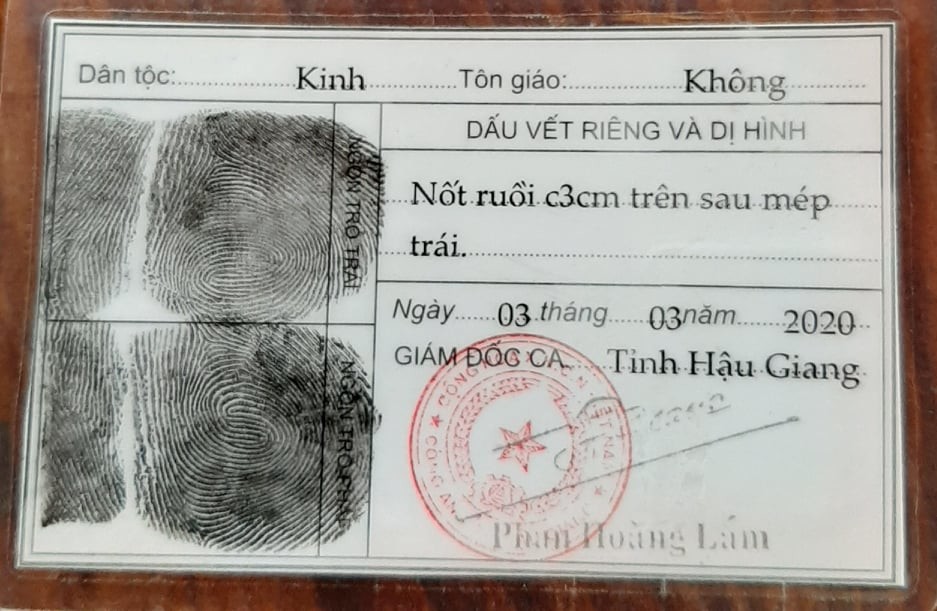 Dân tộc: Kinh Tôn giáo: Không
NGÓN TRỎ TRÁI
DẤU VẾT RIÊNG VÀ DỊ HÌNH
Nốt ruồi c3cm trên sau mép
trái.
NGÓN TRỎ PHẢI
Ngày 03 tháng 03 năm 2020
GIÁM ĐỐC CA Tỉnh Hậu Giang
Phan Hoàng Lắm